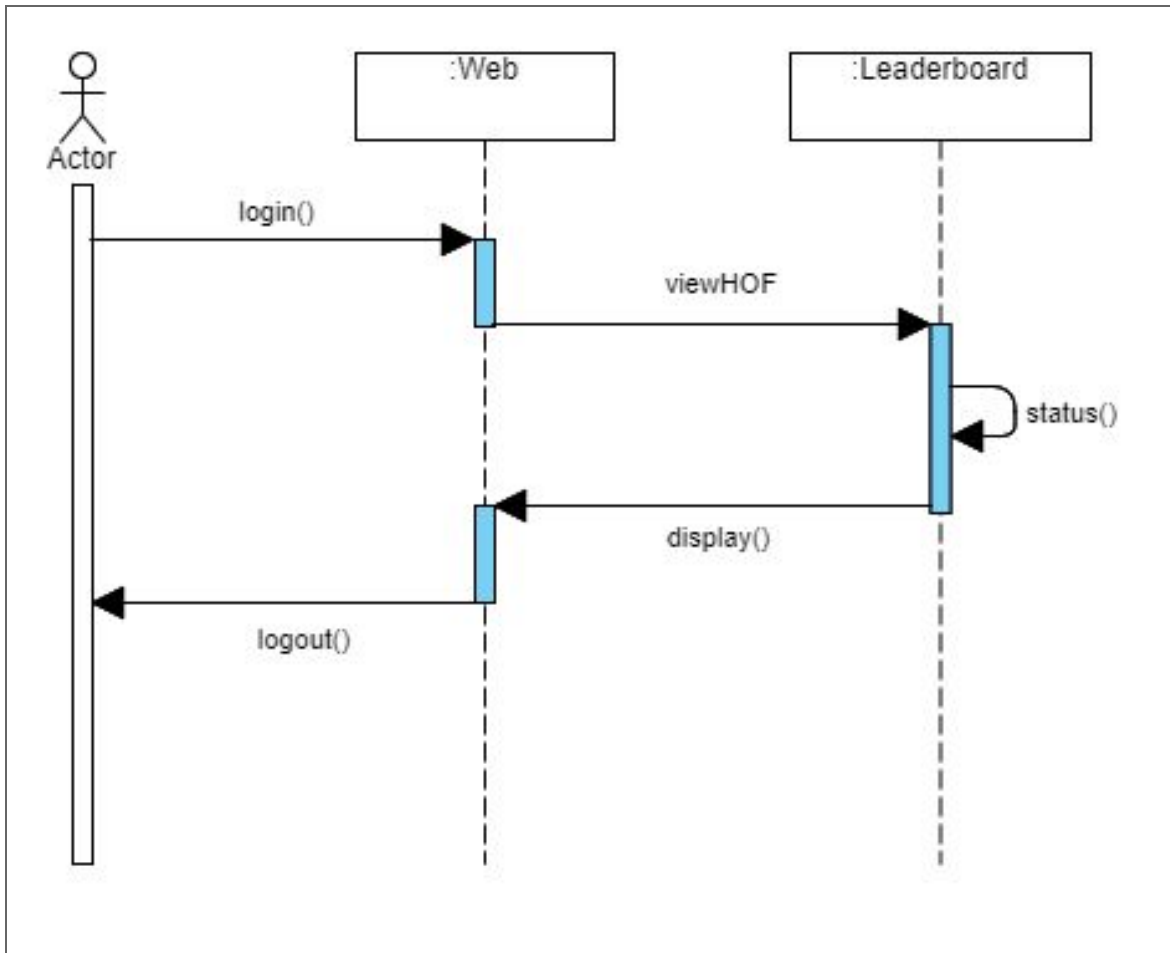 :Web
:Leaderboard
Actor
login()
viewHOF
status()
display()
logout()